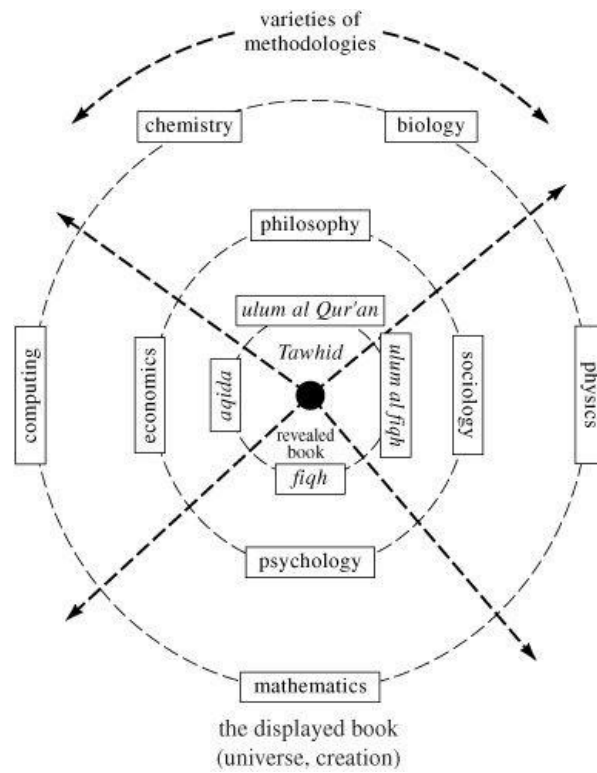 varieties of
methodologies
chemistry
biology
philosophy
ulum al Qur'an
Tawhid
computing
economics
aqida
ulum al fiqh
sociology
physics
revealed
book
fiqh
psychology
mathematics
the displayed book
(universe, creation)